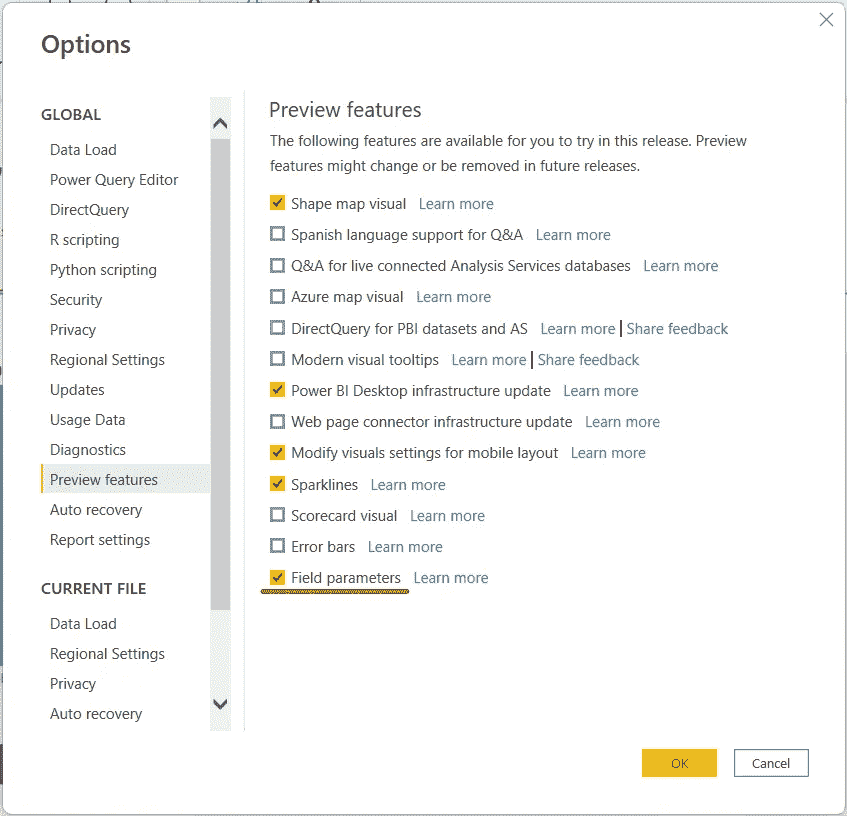 Options
GLOBAL
Data Load
Power Query Editor
DirectQuery
R scripting
Python scripting
Security
Privacy
Regional Settings
Updates
Usage Data
Diagnostics
Preview features
Auto recovery
Report settings
CURRENT FILE
Data Load
Regional Settings
Privacy
Auto recovery
Preview features
The following features are available for you to try in this release. Preview
features might change or be removed in future releases.
Shape map visual Learn more
Spanish language support for Q&A Learn more
Q&A for live connected Analysis Services databases Learn more
Azure map visual Learn more
DirectQuery for PBI datasets and AS Learn more | Share feedback
Modern visual tooltips Learn more | Share feedback
Power BI Desktop infrastructure update Learn more
Web page connector infrastructure update Learn more
Modify visuals settings for mobile layout Learn more
Sparklines Learn more
Scorecard visual Learn more
Error bars Learn more
Field parameters Learn more
OK Cancel